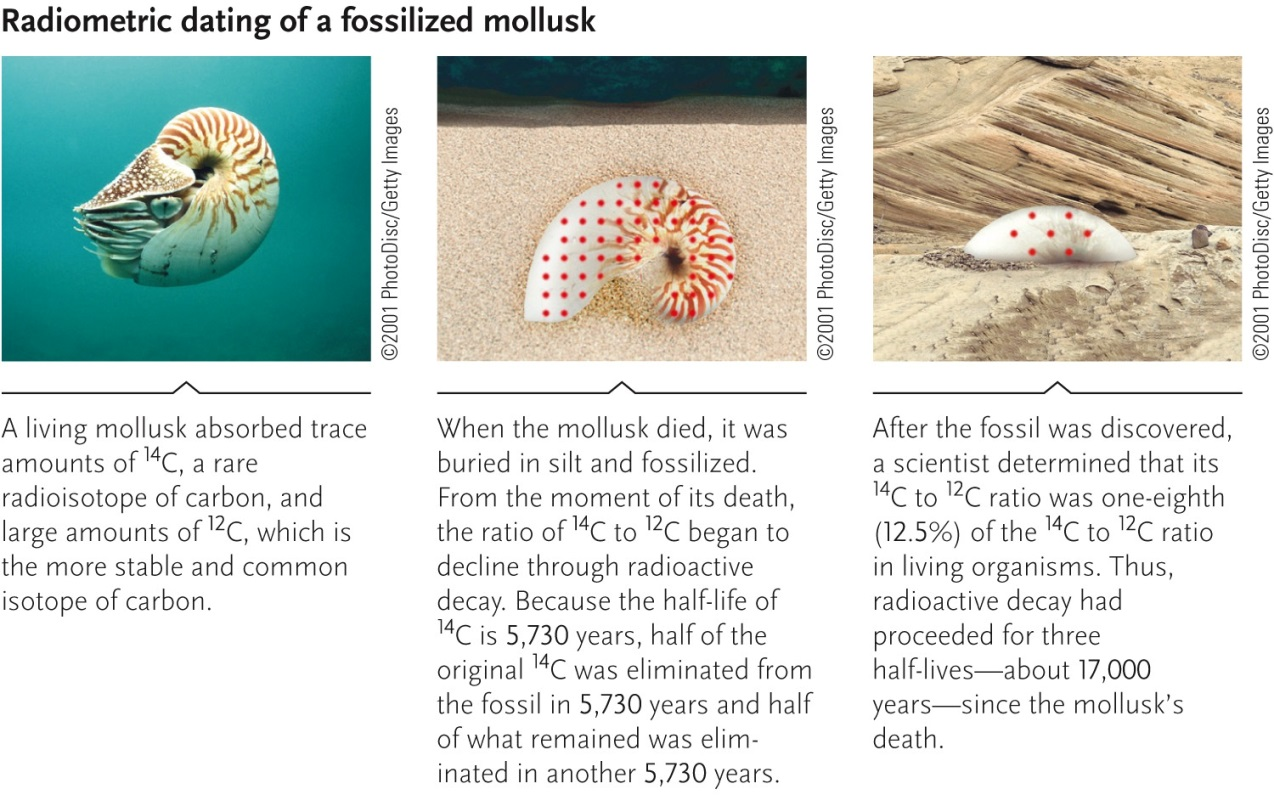 Radiometric dating of a fossilized mollusk
©2001 PhotoDisc/Getty Images
©2001 PhotoDisc/Getty Images
©2001 PhotoDisc/Getty Images
A living mollusk absorbed trace
amounts of ¹⁴C, a rare
radioisotope of carbon, and
large amounts of ¹²C, which is
the more stable and common
isotope of carbon.
When the mollusk died, it was
buried in silt and fossilized.
From the moment of its death,
the ratio of ¹⁴C to ¹²C began to
decline through radioactive
decay. Because the half-life of
¹⁴C is 5,730 years, half of the
original ¹⁴C was eliminated from
the fossil in 5,730 years and half
of what remained was elim-
inated in another 5,730 years.
After the fossil was discovered,
a scientist determined that its
¹⁴C to ¹²C ratio was one-eighth
(12.5%) of the ¹⁴C to ¹²C ratio
in living organisms. Thus,
radioactive decay had
proceeded for three
half-lives—about 17,000
years—since the mollusk's
death.